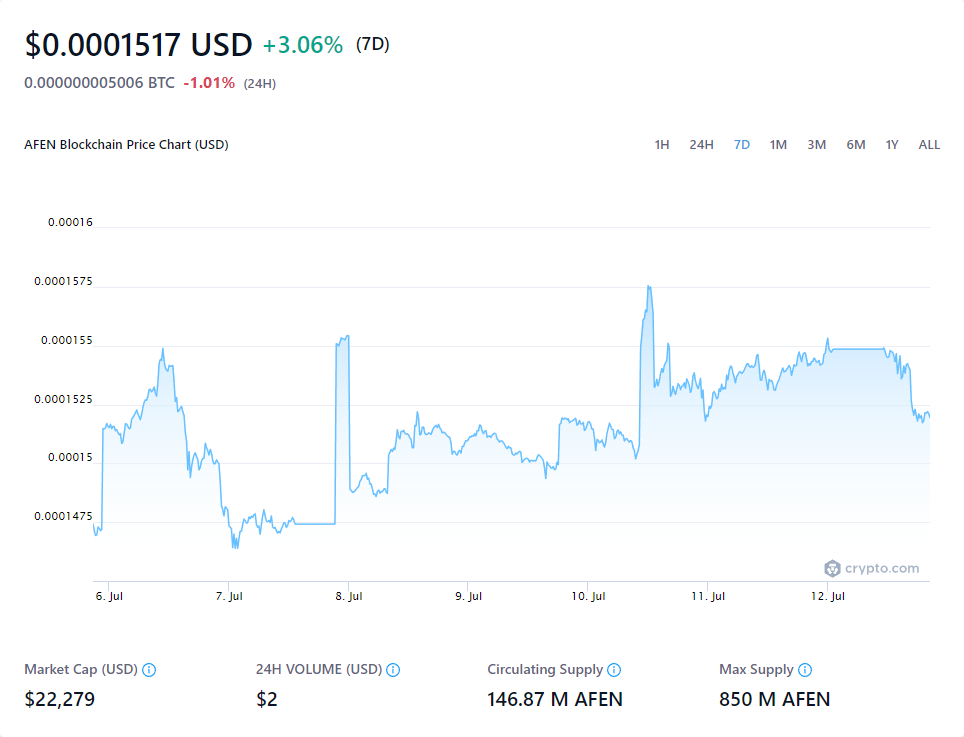 $0.0001517 USD +3.06% (7D)
0.000000005006 BTC -1.01% (24H)
AFEN Blockchain Price Chart (USD) 1H 24H 7D 1M 3M 6M 1Y ALL
0.00016
0.0001575
0.000155
0.0001525
0.00015
0.0001475
crypto.com
6. Jul 7. Jul 8. Jul 9. Jul 10. Jul 11. Jul 12. Jul
Market Cap (USD) 24H VOLUME (USD) Circulating Supply Max Supply
$22,279 $2 146.87 M AFEN 850 M AFEN